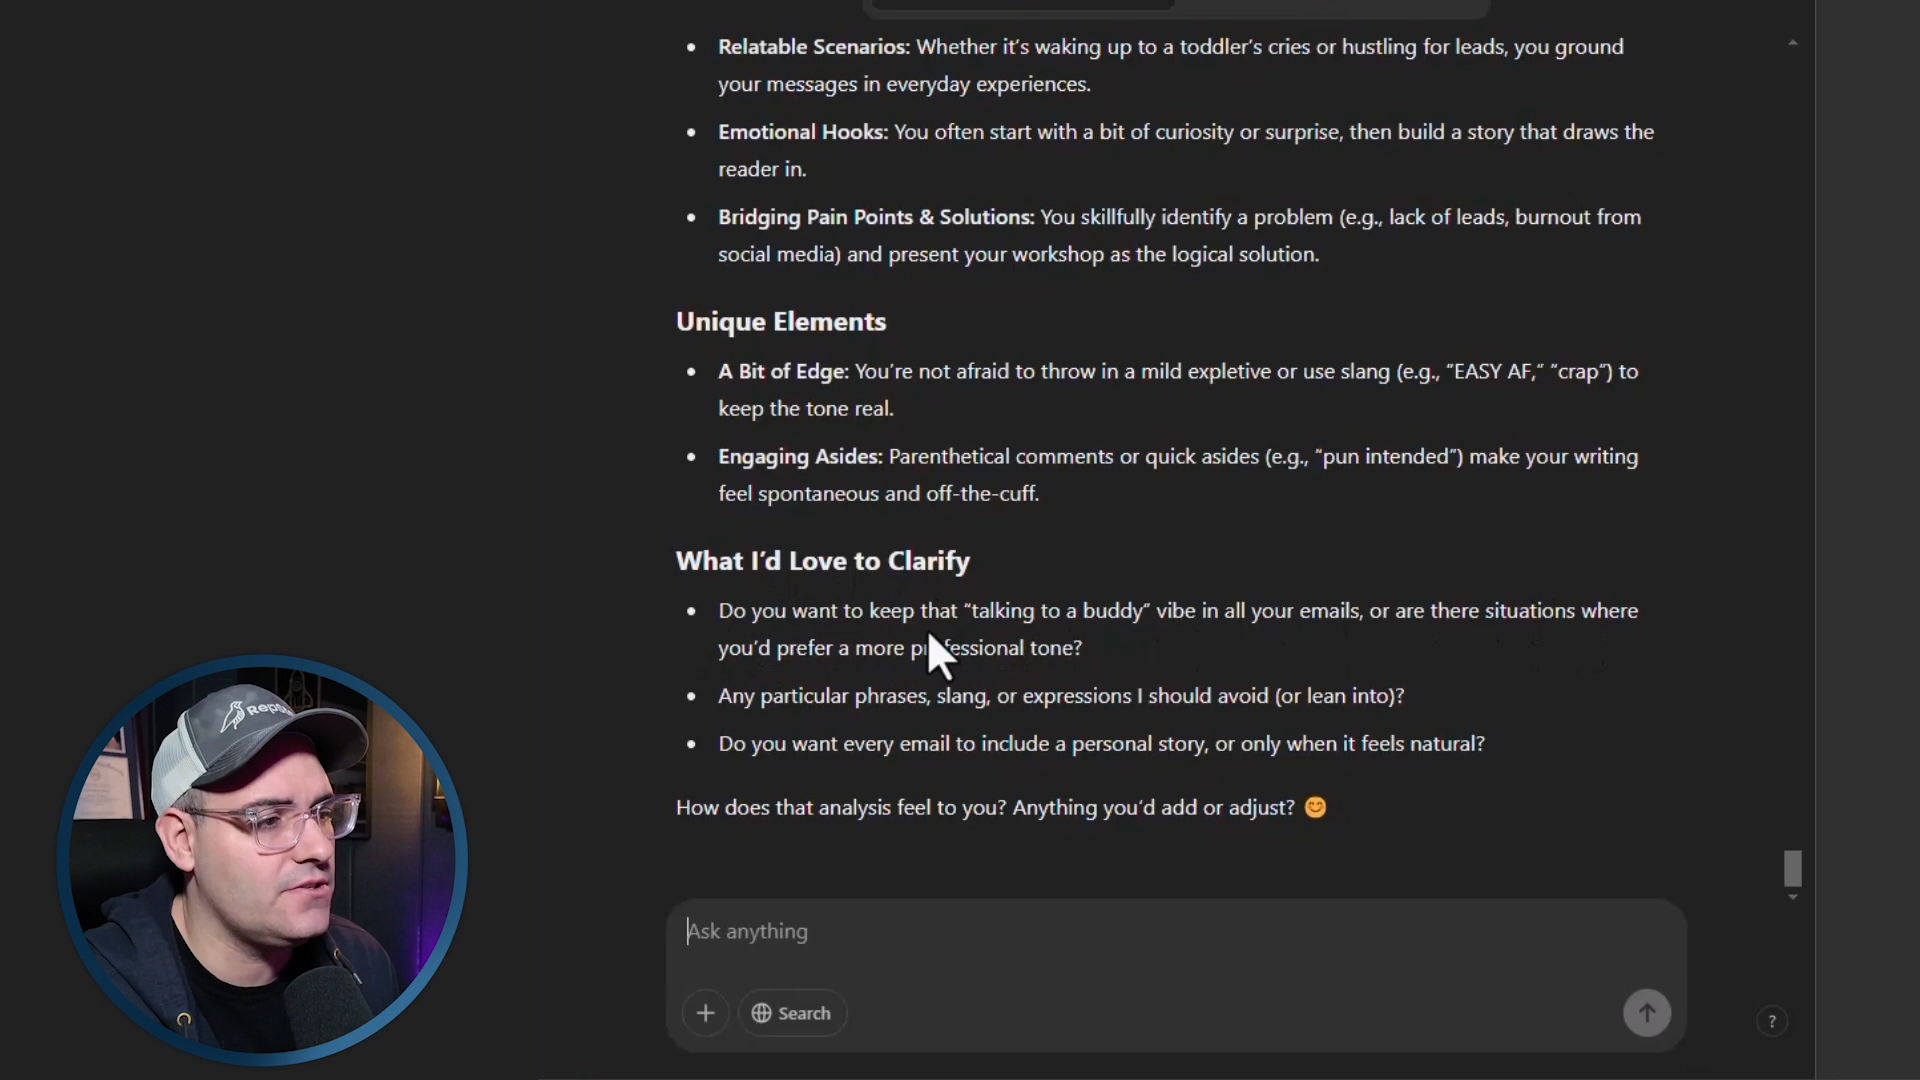 • Relatable Scenarios: Whether it's waking up to a toddler's cries or hustling for leads, you ground
your messages in everyday experiences.
• Emotional Hooks: You often start with a bit of curiosity or surprise, then build a story that draws the
reader in.
• Bridging Pain Points & Solutions: You skillfully identify a problem (e.g., lack of leads, burnout from
social media) and present your workshop as the logical solution.
Unique Elements
• A Bit of Edge: You're not afraid to throw in a mild expletive or use slang (e.g., “EASY AF,“ “crap“) to
keep the tone real.
• Engaging Asides: Parenthetical comments or quick asides (e.g., “pun intended”) make your writing
feel spontaneous and off-the-cuff.
What I'd Love to Clarify
• Do you want to keep that “talking to a buddy” vibe in all your emails, or are there situations where
you'd prefer a more professional tone?
• Any particular phrases, slang, or expressions I should avoid (or lean into)?
• Do you want every email to include a personal story, or only when it feels natural?
How does that analysis feel to you? Anything you'd add or adjust? 😊
Ask anything
Search
?